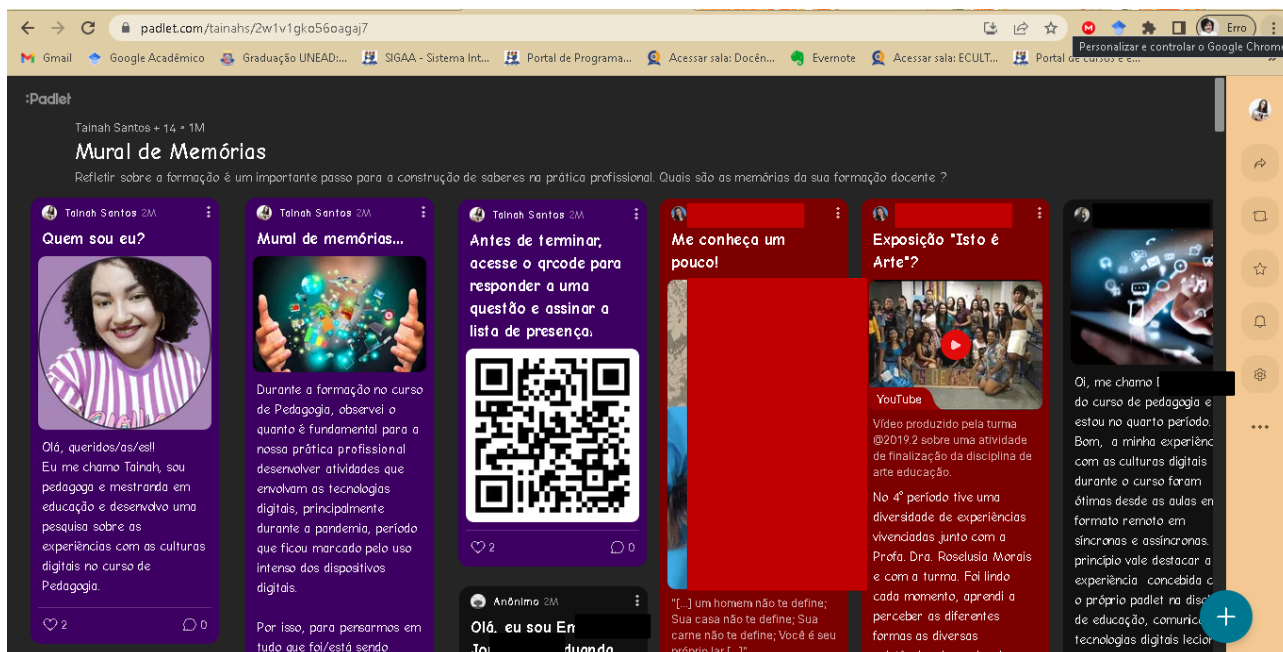 padlet.com/tainahs/2w1v1gko56oagaj7
Erro
Personalizar e controlar o Google Chrome
Gmail
Google Acadêmico
Graduação UNEAD:...
SIGAA - Sistema Int...
Portal de Programa...
Acessar sala: Docên...
Evernote
Acessar sala: ECULT...
Portal de cursos e e...
:Padlet
Tainah Santos + 14 • 1M
Mural de Memórias
Refletir sobre a formação é um importante passo para a construção de saberes na prática profissional. Quais são as memórias da sua formação docente ?
Tainah Santos 2M
Quem sou eu?
Olá, queridos/as/es!!
Eu me chamo Tainah, sou
pedagoga e mestranda em
educação e desenvolvo uma
pesquisa sobre as
experiências com as culturas
digitais no curso de
Pedagogia.
2
0
Tainah Santos 2M
Mural de memórias...
Durante a formação no curso
de Pedagogia, observei o
quanto é fundamental para a
nossa prática profissional
desenvolver atividades que
envolvam as tecnologias
digitais, principalmente
durante a pandemia, período
que ficou marcado pelo uso
intenso dos dispositivos
digitais.
Por isso, para pensarmos em
tudo que foi/está sendo
Tainah Santos 2M
Antes de terminar,
acesse o qrcode para
responder a uma
questão e assinar a
lista de presença.
2
0
Anônimo 2M
Olá, eu sou Em
Me conheça um
pouco!
"[...] um homem não te define;
Sua casa não te define; Sua
carne não te define; Você é seu
próprio lar [...]"
Exposição "Isto é
Arte"?
YouTube
Vídeo produzido pela turma
@2019.2 sobre uma atividade
de finalização da disciplina de
arte educação.
No 4° período tive uma
diversidade de experiências
vivenciadas junto com a
Profa. Dra. Roselusia Morais
e com a turma. Foi lindo
cada momento, aprendi a
perceber as diferentes
formas as diversas
Oi, me chamo
do curso de pedagogia e
estou no quarto período.
Bom, a minha experiênc
com as culturas digitais
durante o curso foram
ótimas desde as aulas em
formato remoto em
síncronas e assíncronas.
princípio vale destacar a
experiência concebida c
o próprio padlet na disci
de educação, comunica
tecnologias digitais lecior